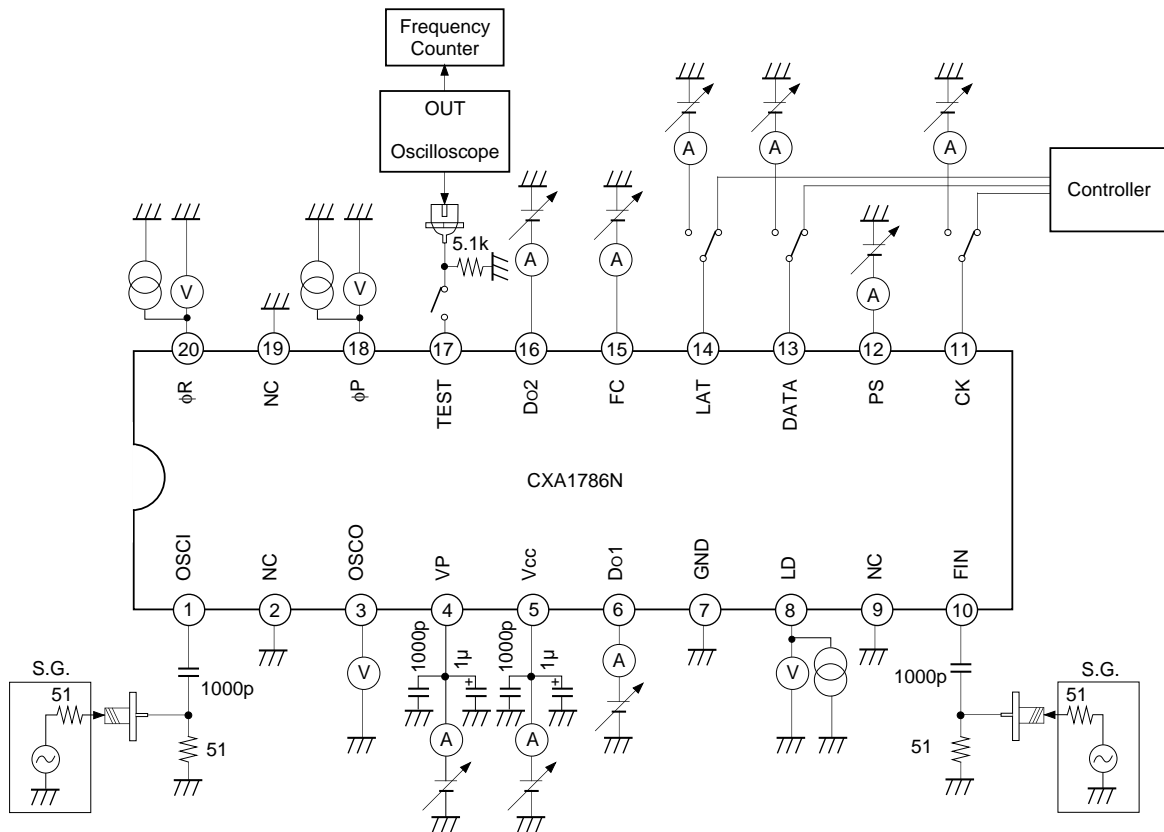 Frequency
Counter
OUT
Oscilloscope
Controller
A
A
A
5.1k
V
V
A
A
A
20
19
18
17
16
15
14
13
12
11
ϕR
NC
ϕP
TEST
Do2
FC
LAT
DATA
PS
CK
CXA1786N
OSCI
NC
OSCO
VP
Vcc
Do1
GND
LD
NC
FIN
1
2
3
4
5
6
7
8
9
10
1000p
1µ
+
1000p
1µ
+
S.G.
51
1000p
51
V
A
A
A
V
1000p
51
S.G.
51